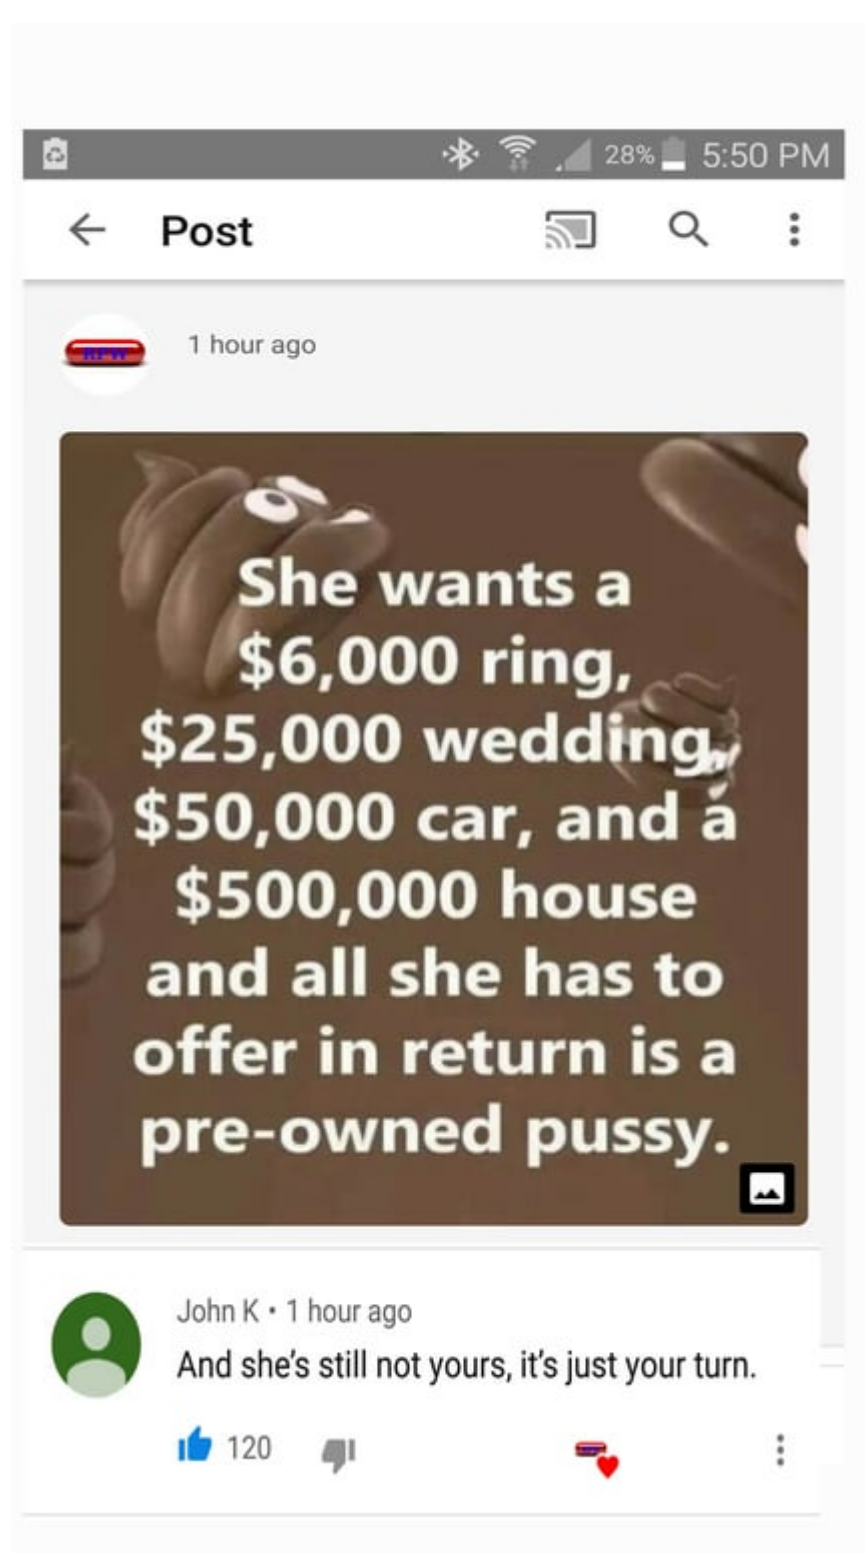 28% 5:50 PM
Post
RPW
1 hour ago
She wants a
$6,000 ring,
$25,000 wedding,
$50,000 car, and a
$500,000 house
and all she has to
offer in return is a
pre-owned pussy.
John K • 1 hour ago
And she’s still not yours, it’s just your turn.
120